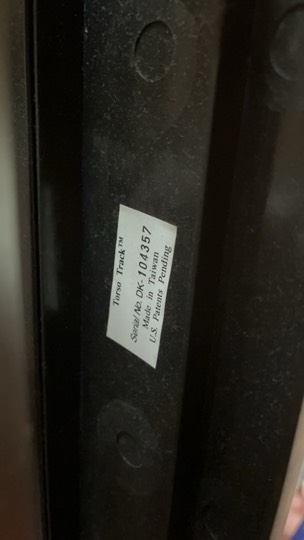 Torso Track™
Serial No. DK-104357
Made in Taiwan
U.S. Patents Pending